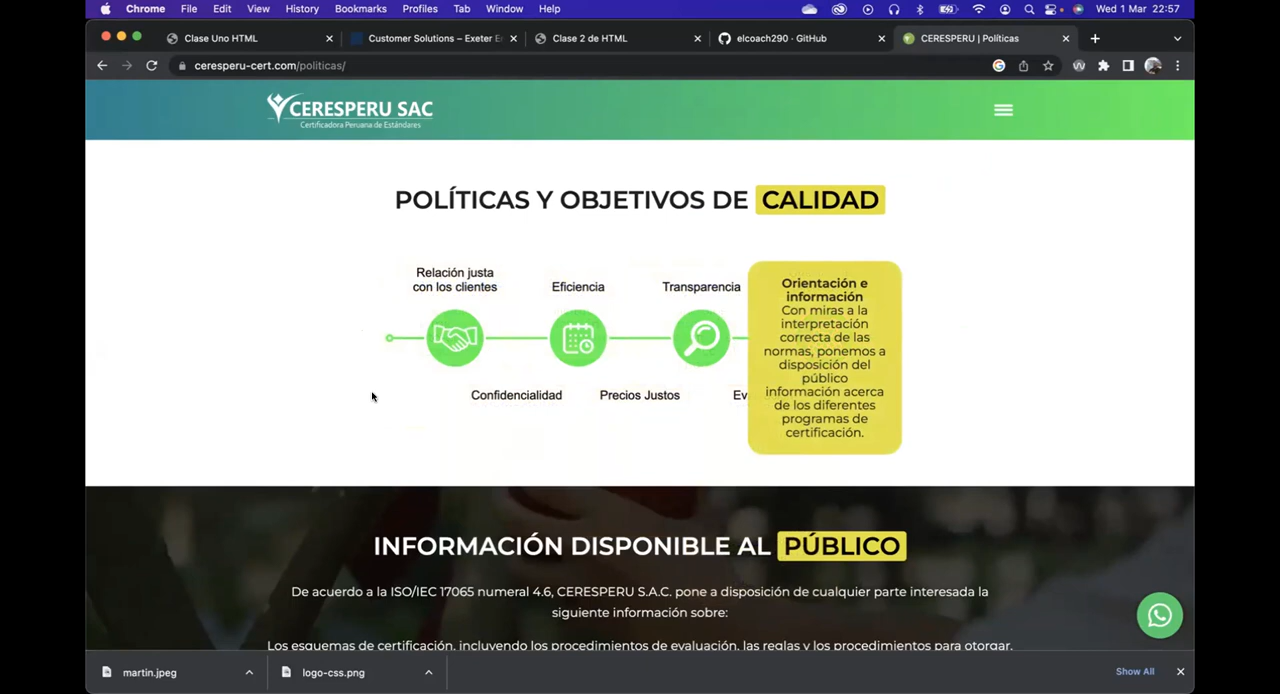 Chrome File Edit View History Bookmarks Profiles Tab Window Help Wed 1 Mar 22:57
Clase Uno HTML Customer Solutions – Exeter E Clase 2 de HTML elcoach290 · GitHub CERESPERU | Políticas
ceresperu-cert.com/politicas/
CERESPERU SAC
Certificadora Peruana de Estándares
POLÍTICAS Y OBJETIVOS DE CALIDAD
Relación justa
con los clientes
Eficiencia
Transparencia
Confidencialidad
Precios Justos
Ev
Orientación e
información
Con miras a la
interpretación
correcta de las
normas, ponemos a
disposición del
público
información acerca
de los diferentes
programas de
certificación.
INFORMACIÓN DISPONIBLE AL PÚBLICO
De acuerdo a la ISO/IEC 17065 numeral 4.6, CERESPERU S.A.C. pone a disposición de cualquier parte interesada la
siguiente información sobre:
Los esquemas de certificación, incluyendo los procedimientos de evaluación, las reglas y los procedimientos para otorgar,
martin.jpeg logo-css.png Show All